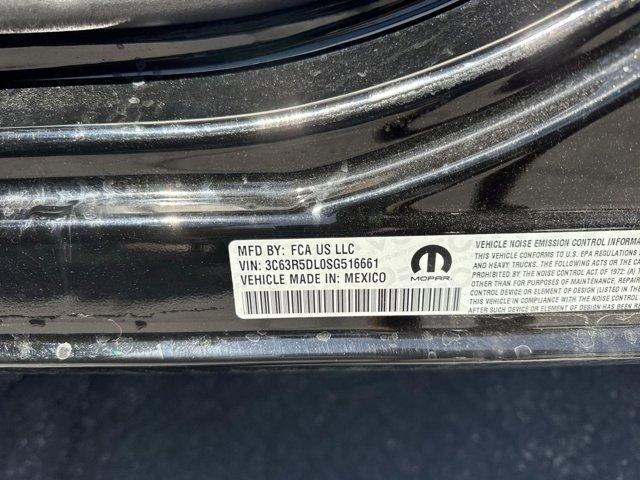 MFD BY: FCA US LLC
VIN: 3C63R5DL0SG516661
VEHICLE MADE IN: MEXICO
MOPAR
VEHICLE NOISE EMISSION CONTROL INFORMA
THIS VEHICLE CONFORMS TO U.S. EPA REGULATIONS
AND HEAVY TRUCKS. THE FOLLOWING ACTS
PROHIBITED BY THE NOISE CONTROL ACT OF 1972: (A) T
OTHER THAN FOR PURPOSES OF MAINTENANCE, REPAIR
CONTROL DEVICE OR ELEMENT OF DESIGN (LISTED IN THE
THIS VEHICLE IN COMPLIANCE WITH THE NOISE CONTROL
AFTER SUCH DEVICE OR ELEMENT OF DESIGN HAS BEEN